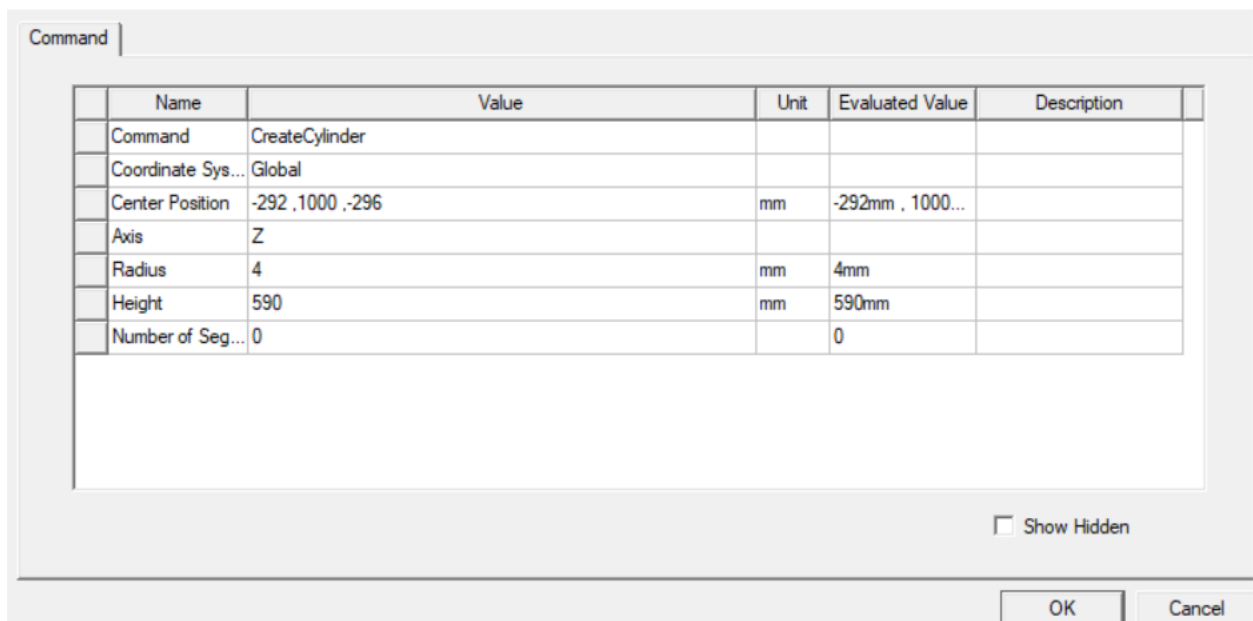 Command
Name Value Unit Evaluated Value Description
Command CreateCylinder
Coordinate Sys... Global
Center Position -292 ,1000 ,-296 mm -292mm , 1000...
Axis Z
Radius 4 mm 4mm
Height 590 mm 590mm
Number of Seg... 0 0
Show Hidden
OK Cancel